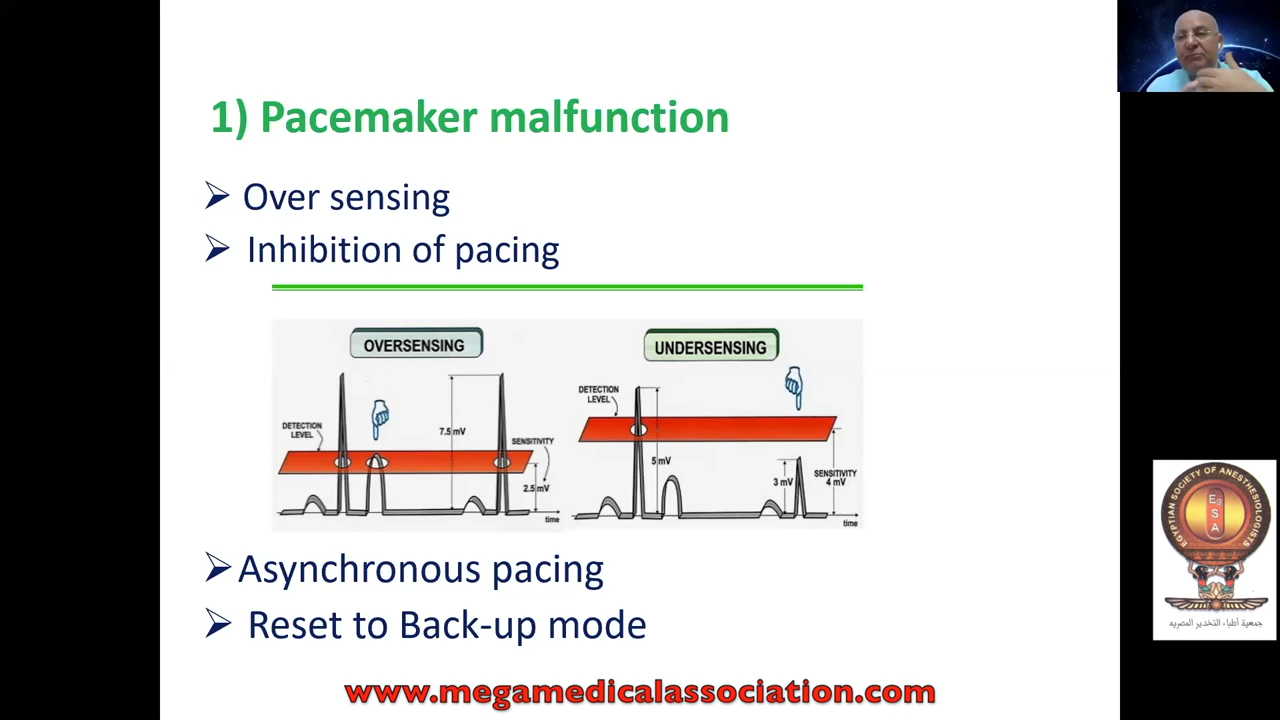 1) Pacemaker malfunction
➢ Over sensing
➢ Inhibition of pacing
OVERSENSING
DETECTION
LEVEL
7.5 mV
SENSITIVITY
2.5 mV
time
UNDERSENSING
DETECTION
LEVEL
5 mV
3 mV
SENSITIVITY
4 mV
time
➢ Asynchronous pacing
➢ Reset to Back-up mode
www.megamedicalassociation.com
EGYPTIAN SOCIETY OF ANESTHESIOLOGISTS
Eg
S
A
جمعية أطباء التخدير المصريه